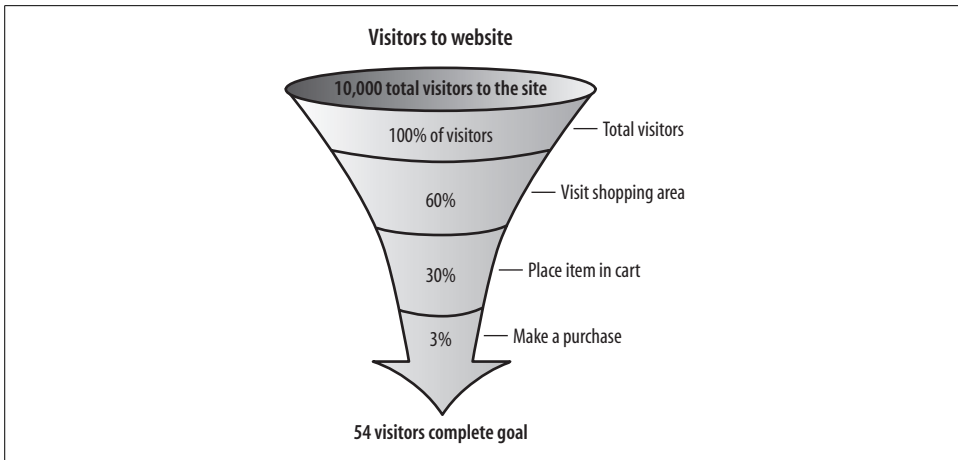 Visitors to website
10,000 total visitors to the site
100% of visitors
Total visitors
60%
Visit shopping area
30%
Place item in cart
3%
Make a purchase
54 visitors complete goal